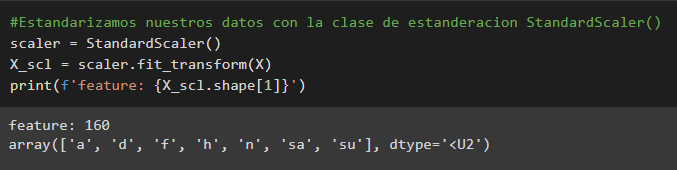 #Estandarizamos nuestros datos con la clase de estanderacion StandardScaler()
scaler = StandardScaler()
X_scl = scaler.fit_transform(X)
print(f'feature: {X_scl.shape[1]}')
feature: 160
array(['a', 'd', 'f', 'h', 'n', 'sa', 'su'], dtype='<U2')